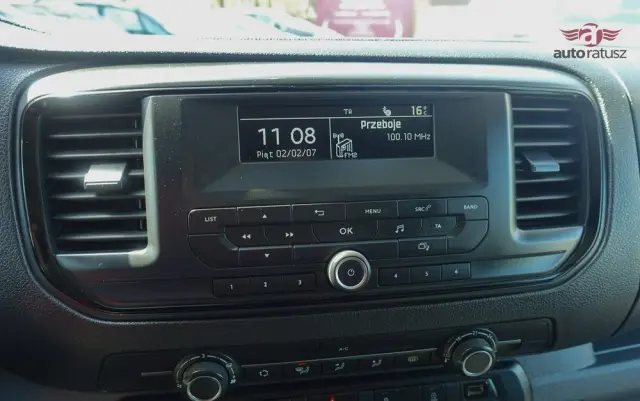 autoratusz
TA 16°C
11 08
Piąt 02/02/07
Przeboje
100.10 MHz
FM2
LIST
MENU
SRC
BAND
OK
TA
1 2 3
4 5 6
A/C